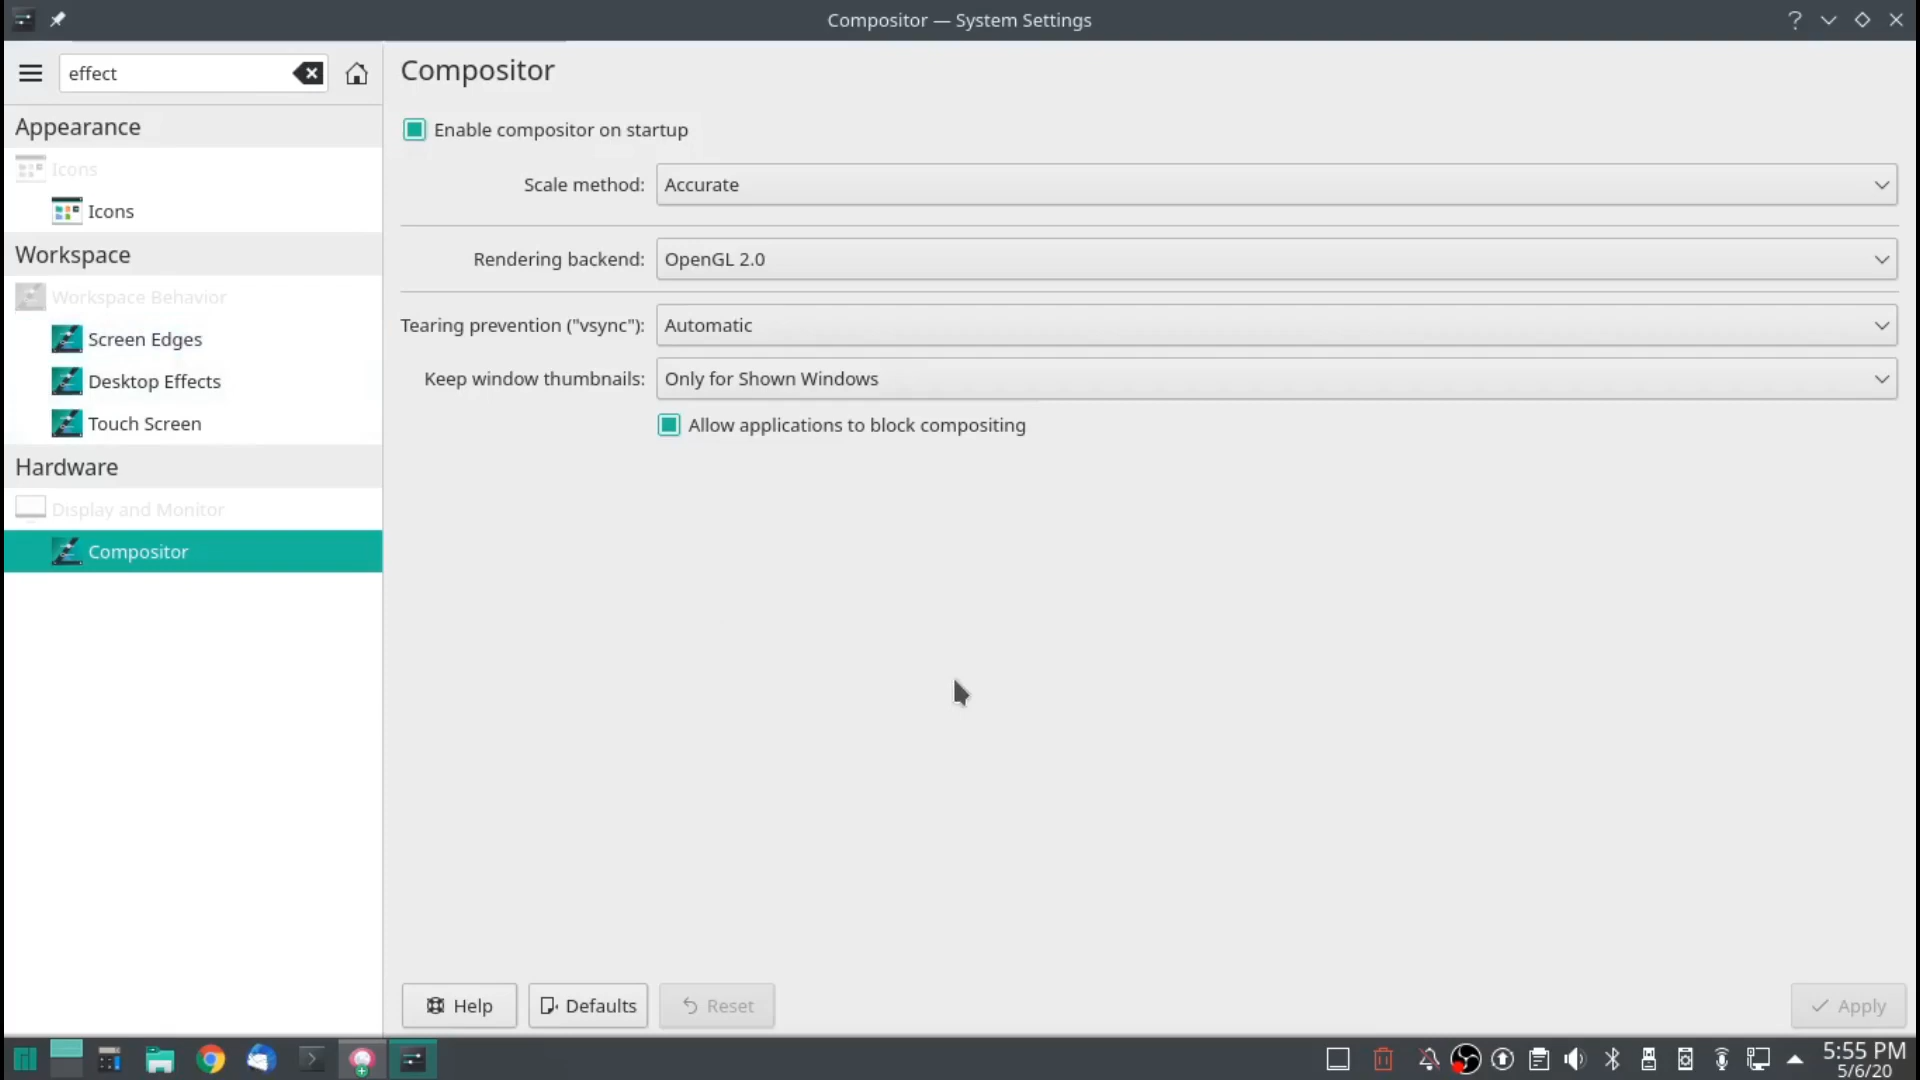 Compositor — System Settings
effect
Compositor
Appearance
Icons
Icons
Workspace
Workspace Behavior
Screen Edges
Desktop Effects
Touch Screen
Hardware
Display and Monitor
Compositor
Enable compositor on startup
Scale method: Accurate
Rendering backend: OpenGL 2.0
Tearing prevention ("vsync"): Automatic
Keep window thumbnails: Only for Shown Windows
Allow applications to block compositing
Help Defaults Reset Apply
5:55 PM
5/6/20